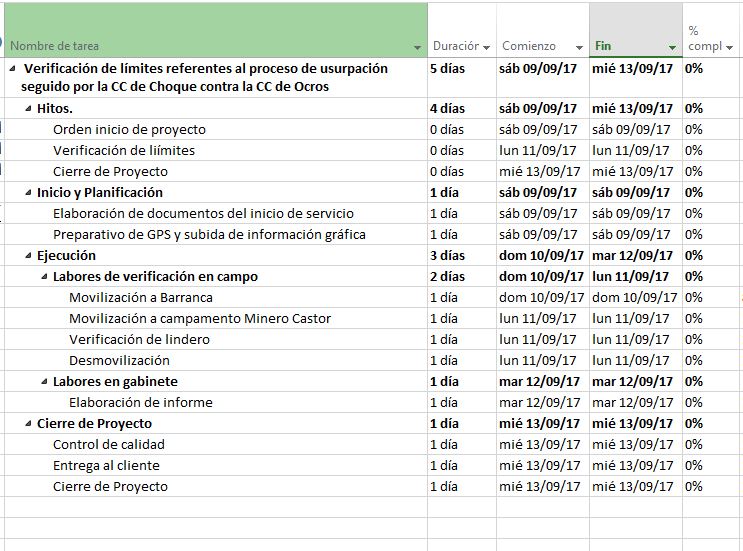 Nombre de tarea Duración Comienzo Fin % compl
Verificación de límites referentes al proceso de usurpación 5 días sáb 09/09/17 mié 13/09/17 0%
seguido por la CC de Choque contra la CC de Ocros
Hitos. 4 días sáb 09/09/17 mié 13/09/17 0%
Orden inicio de proyecto 0 días sáb 09/09/17 sáb 09/09/17 0%
Verificación de liímites 0 días lun 11/09/17 lun 11/09/17 0%
Cierre de Proyecto 0 días mié 13/09/17 mié 13/09/17 0%
Inicio y Planificación 1 día sáb 09/09/17 sáb 09/09/17 0%
Elaboración de documentos del inicio de servicio 1 día sáb 09/09/17 sáb 09/09/17 0%
Preparativo de GPS y subida de información gráfica 1 día sáb 09/09/17 sáb 09/09/17 0%
Ejecución 3 días dom 10/09/17 mar 12/09/17 0%
Labores de verificación en campo 2 días dom 10/09/17 lun 11/09/17 0%
Movilización a Barranca 1 día dom 10/09/17 dom 10/09/17 0%
Movilización a campamento Minero Castor 1 día lun 11/09/17 lun 11/09/17 0%
Verificación de lindero 1 día lun 11/09/17 lun 11/09/17 0%
Desmovilización 1 día lun 11/09/17 lun 11/09/17 0%
Labores en gabinete 1 día mar 12/09/17 mar 12/09/17 0%
Elaboración de informe 1 día mar 12/09/17 mar 12/09/17 0%
Cierre de Proyecto 1 día mié 13/09/17 mié 13/09/17 0%
Control de calidad 1 día mié 13/09/17 mié 13/09/17 0%
Entrega al cliente 1 día mié 13/09/17 mié 13/09/17 0%
Cierre de Proyecto 1 día mié 13/09/17 mié 13/09/17 0%